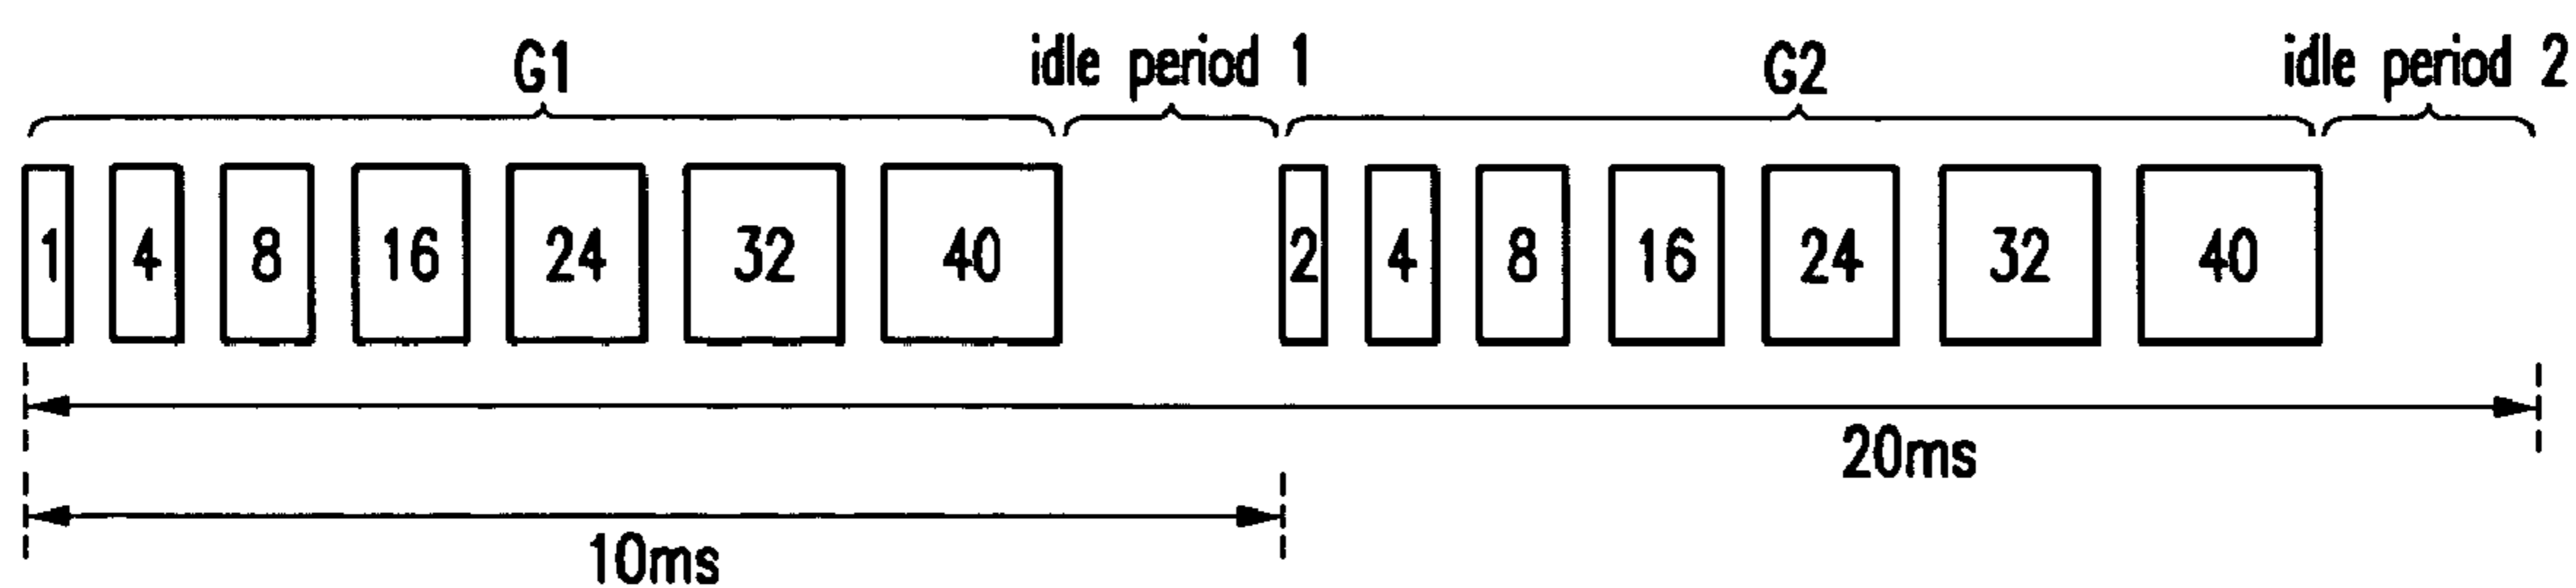 G1 idle period 1 G2 idle period 2
1 4 8 16 24 32 40 2 4 8 16 24 32 40
20ms
10ms